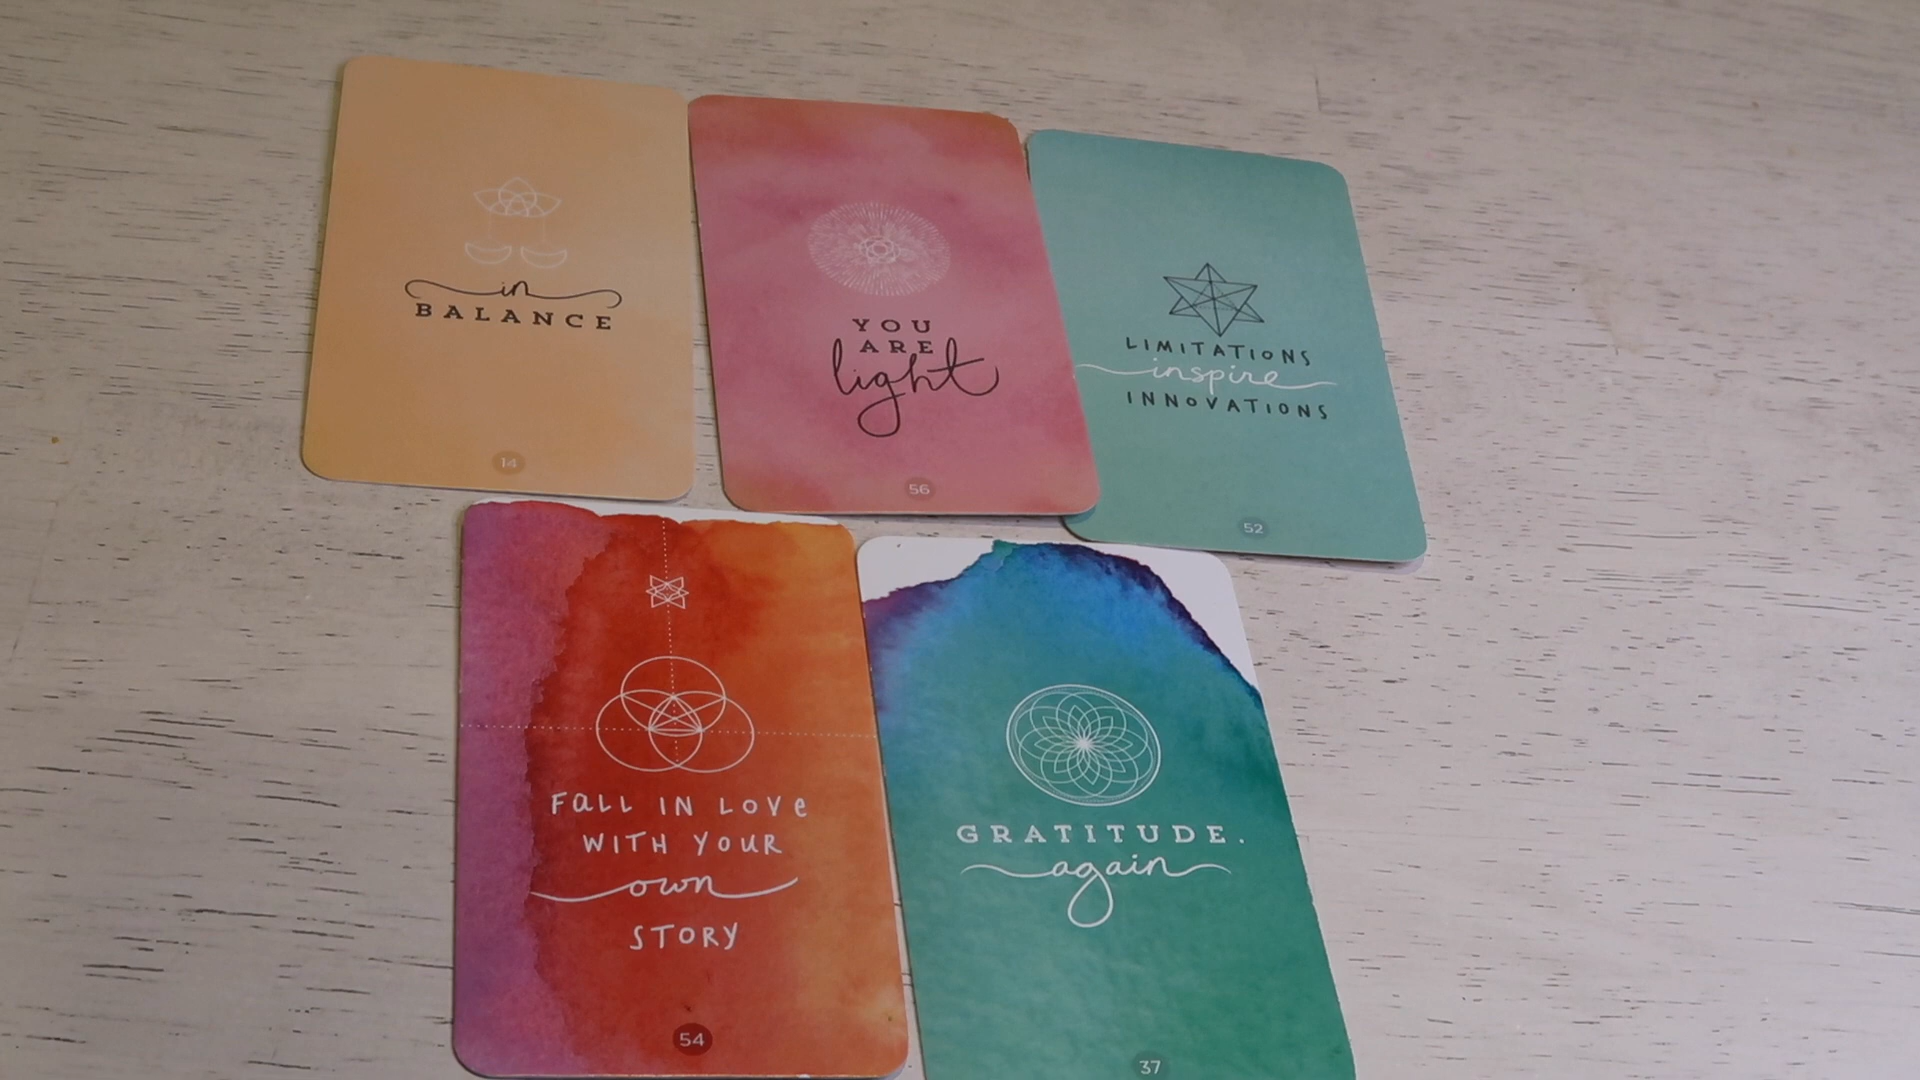 in
BALANCE
14
YOU
ARE
light
56
LIMITATIONS
inspire
INNOVATIONS
52
FALL IN LOVE
WITH YOUR
own
STORY
54
GRATITUDE.
again
37